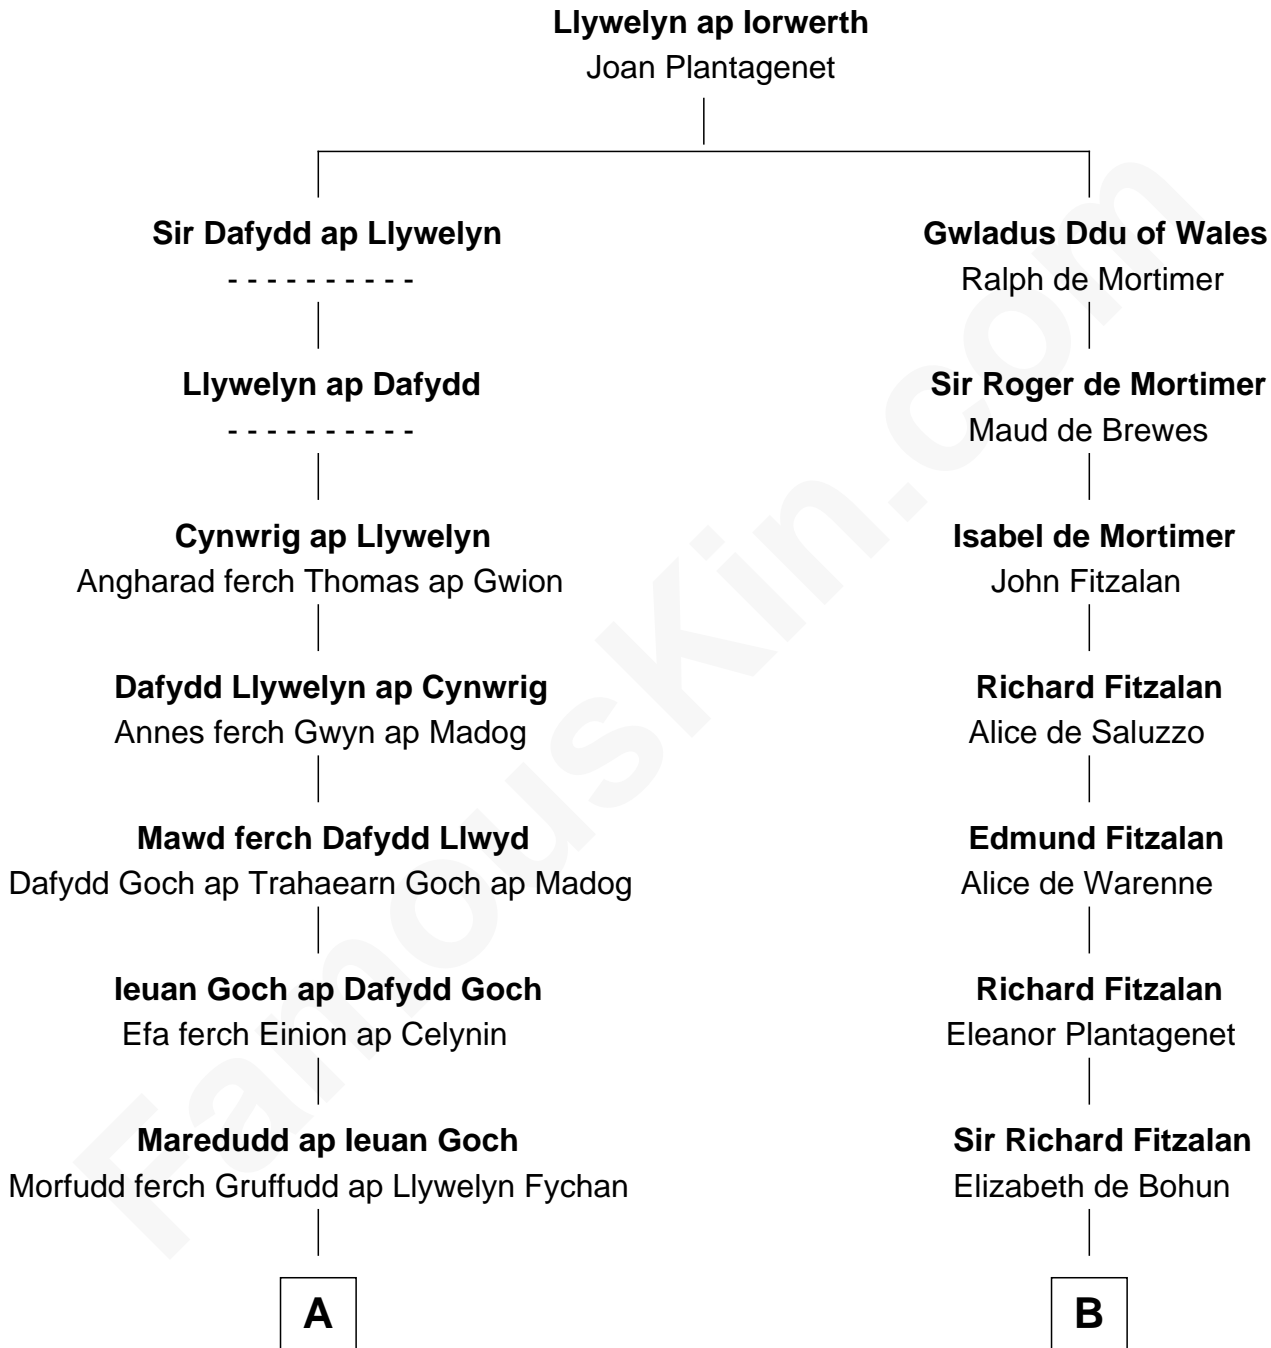 Llywelyn ap Iorwerth
Joan Plantagenet
Sir Dafydd ap Llywelyn
- - - - - - - - - -
Llywelyn ap Dafydd
- - - - - - - - - -
Cynwrig ap Llywelyn
Angharad ferch Thomas ap Gwion
Dafydd Llywelyn ap Cynwrig
Annes ferch Gwyn ap Madog
Mawd ferch Dafydd Llwyd
Dafydd Goch ap Trahaearn Goch ap Madog
Ieuan Goch ap Dafydd Goch
Efa ferch Einion ap Celynin
Maredudd ap Ieuan Goch
Morfudd ferch Gruffudd ap Llywelyn Fychan
A
Gwladus Ddu of Wales
Ralph de Mortimer
Sir Roger de Mortimer
Maud de Brewes
Isabel de Mortimer
John Fitzalan
Richard Fitzalan
Alice de Saluzzo
Edmund Fitzalan
Alice de Warenne
Richard Fitzalan
Eleanor Plantagenet
Sir Richard Fitzalan
Elizabeth de Bohun
B
FamousKin.com